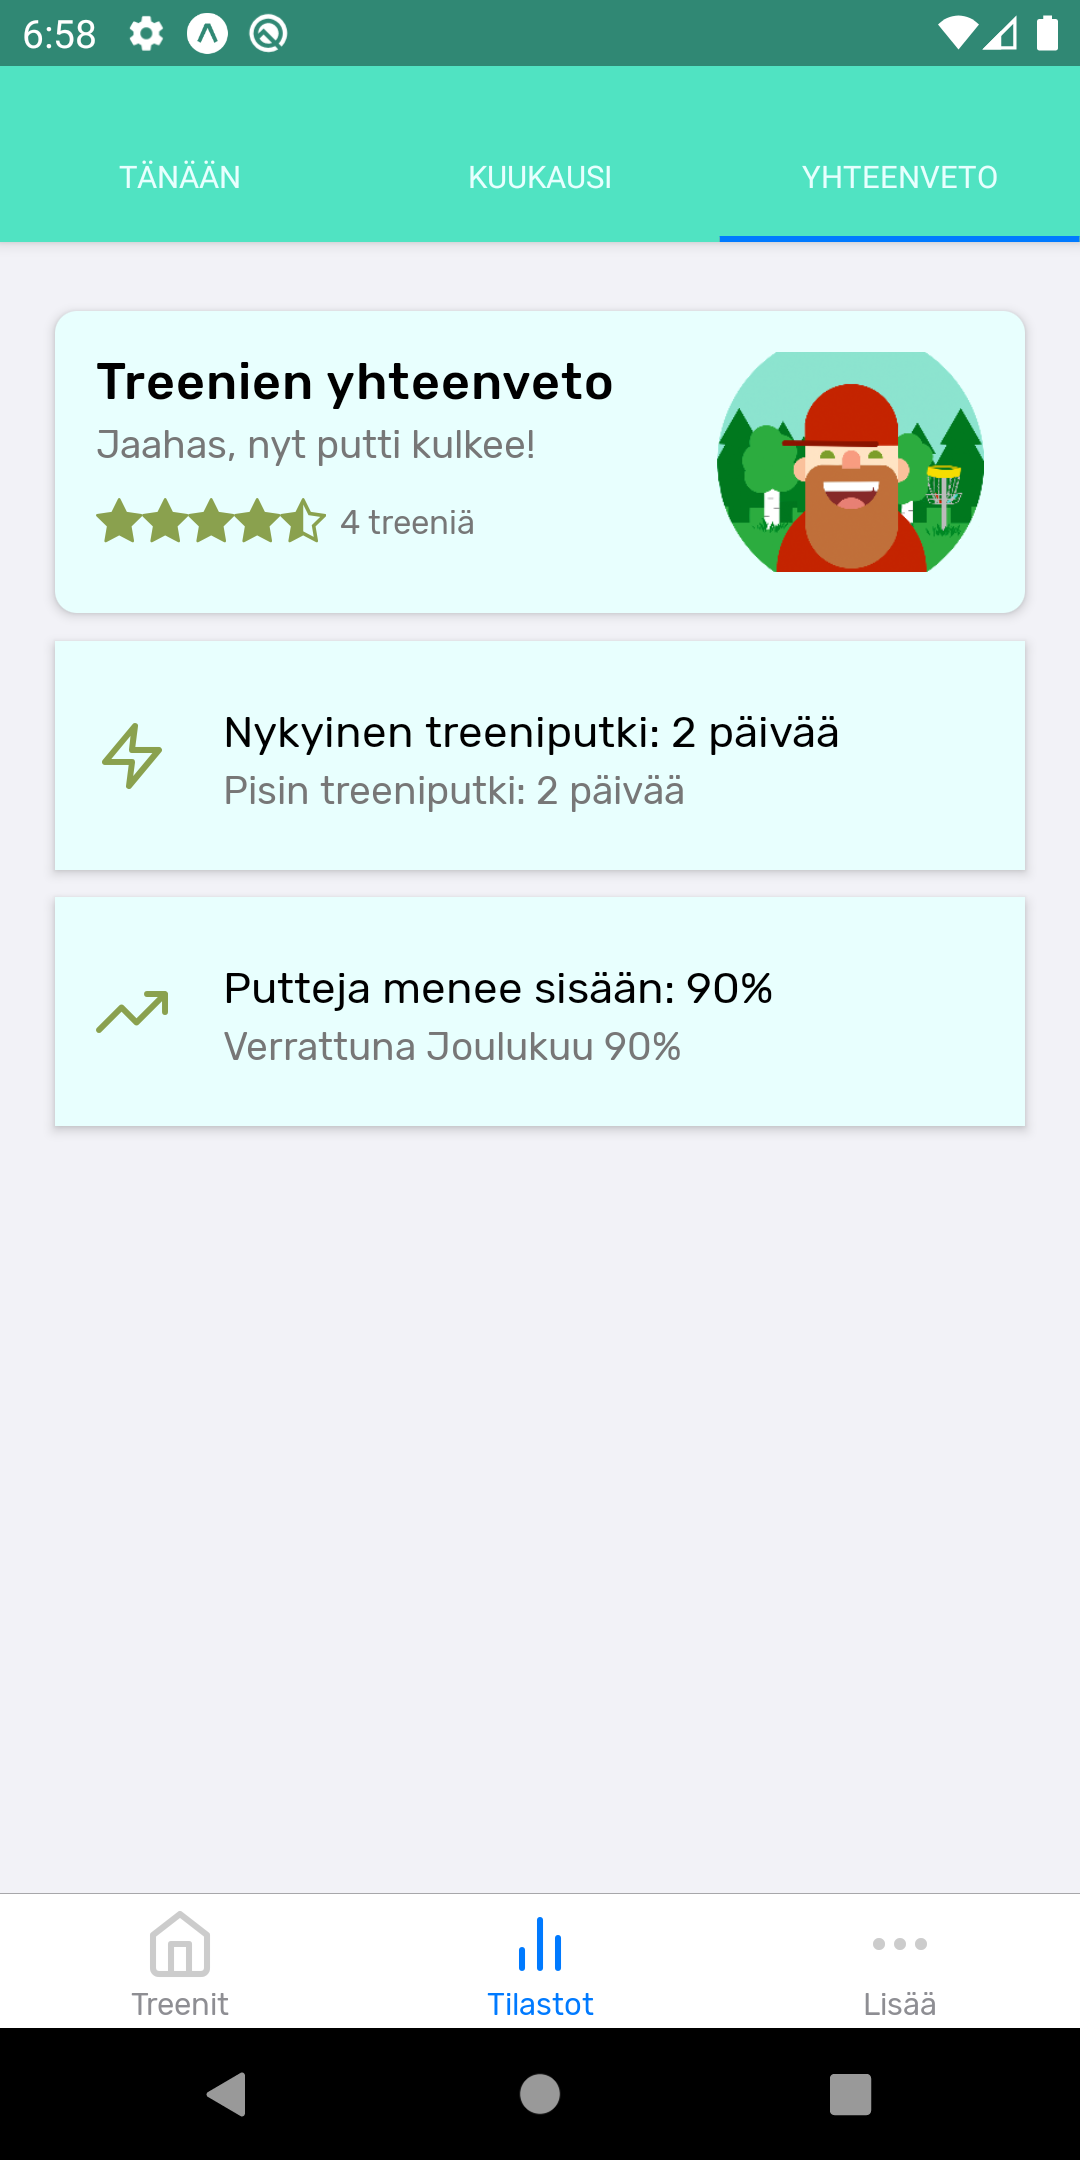 6:58
TÄNÄÄN
KUUKAUSI
YHTEENVETO
Treenien yhteenveto
Jaahas, nyt putti kulkee!
4 treeniä
Nykyinen treeniputki: 2 päivää
Pisin treeniputki: 2 päivää
Putteja menee sisään: 90%
Verrattuna Joulukuu 90%
Treenit
Tilastot
Lisää